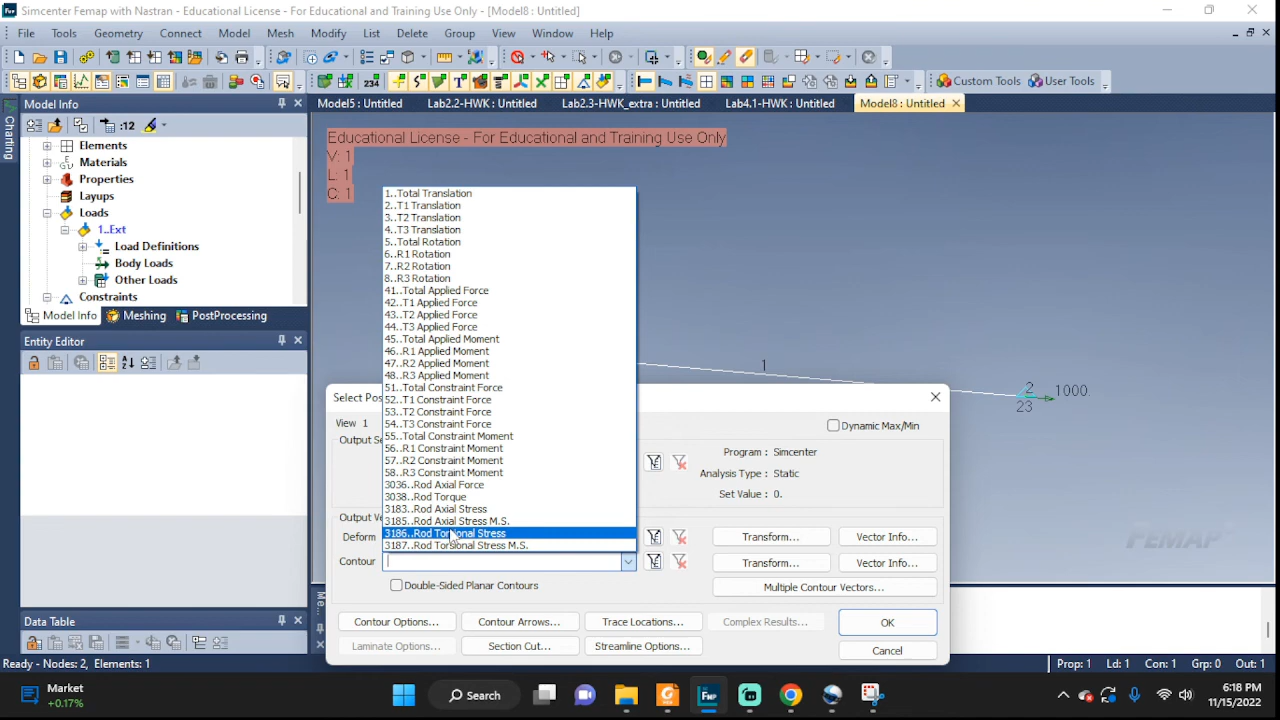 Simcenter Femap with Nastran - Educational License - For Educational and Training Use Only - [Model8 : Untitled]
File Tools Geometry Connect Model Mesh Modify List Delete Group View Window Help
234
Custom Tools User Tools
Model Info
Model5 : Untitled Lab2.2-HWK : Untitled Lab2.3-HWK_extra : Untitled Lab4.1-HWK : Untitled Model8 : Untitled
Charting
:12
Elements
Materials
Properties
Layups
Loads
1..Ext
Load Definitions
Body Loads
Other Loads
Constraints
Model Info Meshing PostProcessing
Entity Editor
Data Table
Educational License - For Educational and Training Use Only
V: 1
L: 1
C: 1
1
2
23
1000.
FEMAP
1..Total Translation
2..T1 Translation
3..T2 Translation
4..T3 Translation
5..Total Rotation
6..R1 Rotation
7..R2 Rotation
8..R3 Rotation
41..Total Applied Force
42..T1 Applied Force
43..T2 Applied Force
44..T3 Applied Force
45..Total Applied Moment
46..R1 Applied Moment
47..R2 Applied Moment
48..R3 Applied Moment
51..Total Constraint Force
52..T1 Constraint Force
53..T2 Constraint Force
54..T3 Constraint Force
55..Total Constraint Moment
56..R1 Constraint Moment
57..R2 Constraint Moment
58..R3 Constraint Moment
3036..Rod Axial Force
3038..Rod Torque
3183..Rod Axial Stress
3185..Rod Axial Stress M.S.
3186..Rod Torsional Stress
3187..Rod Torsional Stress M.S.
Select Pos
View 1
Dynamic Max/Min
Output Se
Program : Simcenter
Analysis Type : Static
Set Value : 0.
Output Ve
Deform Transform... Vector Info...
Contour Transform... Vector Info...
Double-Sided Planar Contours Multiple Contour Vectors...
Contour Options... Contour Arrows... Trace Locations... Complex Results... OK
Laminate Options... Section Cut... Streamline Options... Cancel
Me...
Ready - Nodes: 2, Elements: 1
Prop: 1 Ld: 1 Con: 1 Grp: 0 Out: 1
Market
+0.17%
Search
6:18 PM
11/15/2022